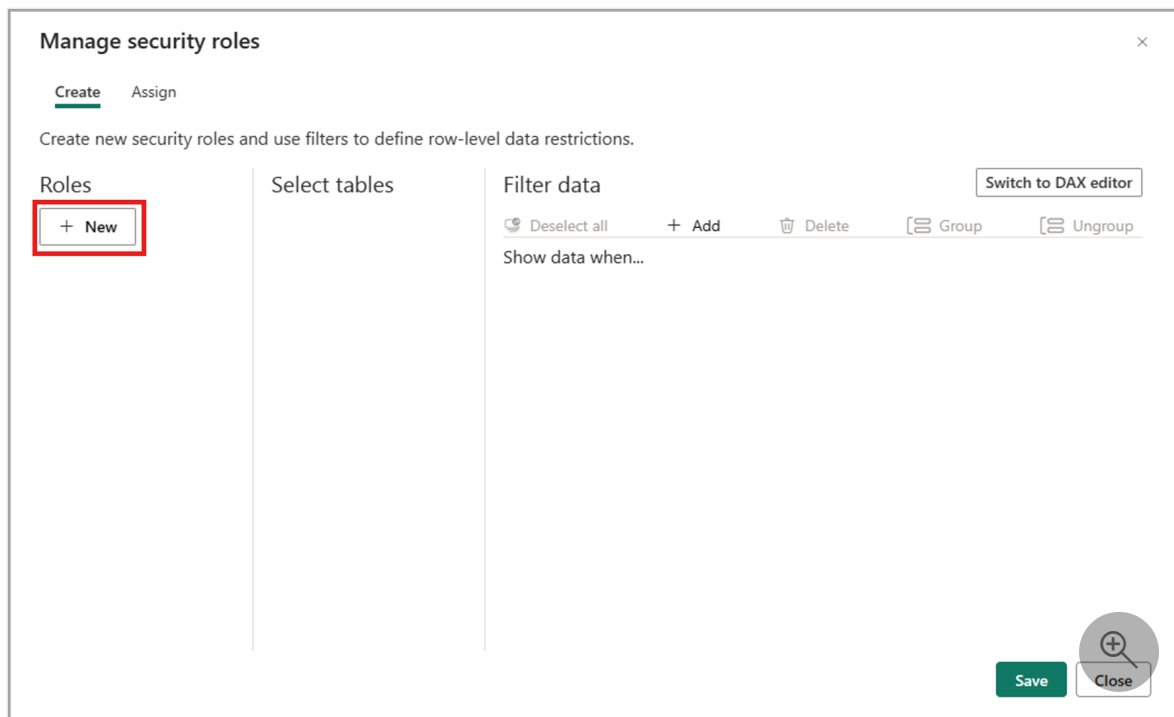 Manage security roles
Create Assign
Create new security roles and use filters to define row-level data restrictions.
Roles Select tables Filter data Switch to DAX editor
+ New Deselect all + Add Delete Group Ungroup
Show data when...
Save Close